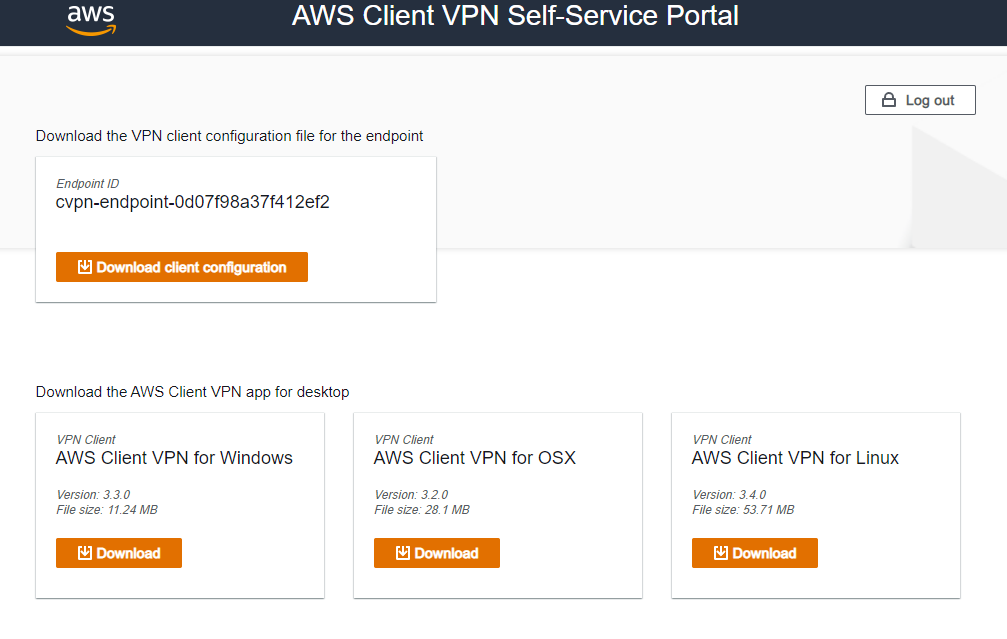 aws
AWS Client VPN Self-Service Portal
Log out
Download the VPN client configuration file for the endpoint
Endpoint ID
cvpn-endpoint-0d07f98a37f412ef2
Download client configuration
Download the AWS Client VPN app for desktop
VPN Client
AWS Client VPN for Windows
Version: 3.3.0
File size: 11.24 MB
Download
VPN Client
AWS Client VPN for OSX
Version: 3.2.0
File size: 28.1 MB
Download
VPN Client
AWS Client VPN for Linux
Version: 3.4.0
File size: 53.71 MB
Download